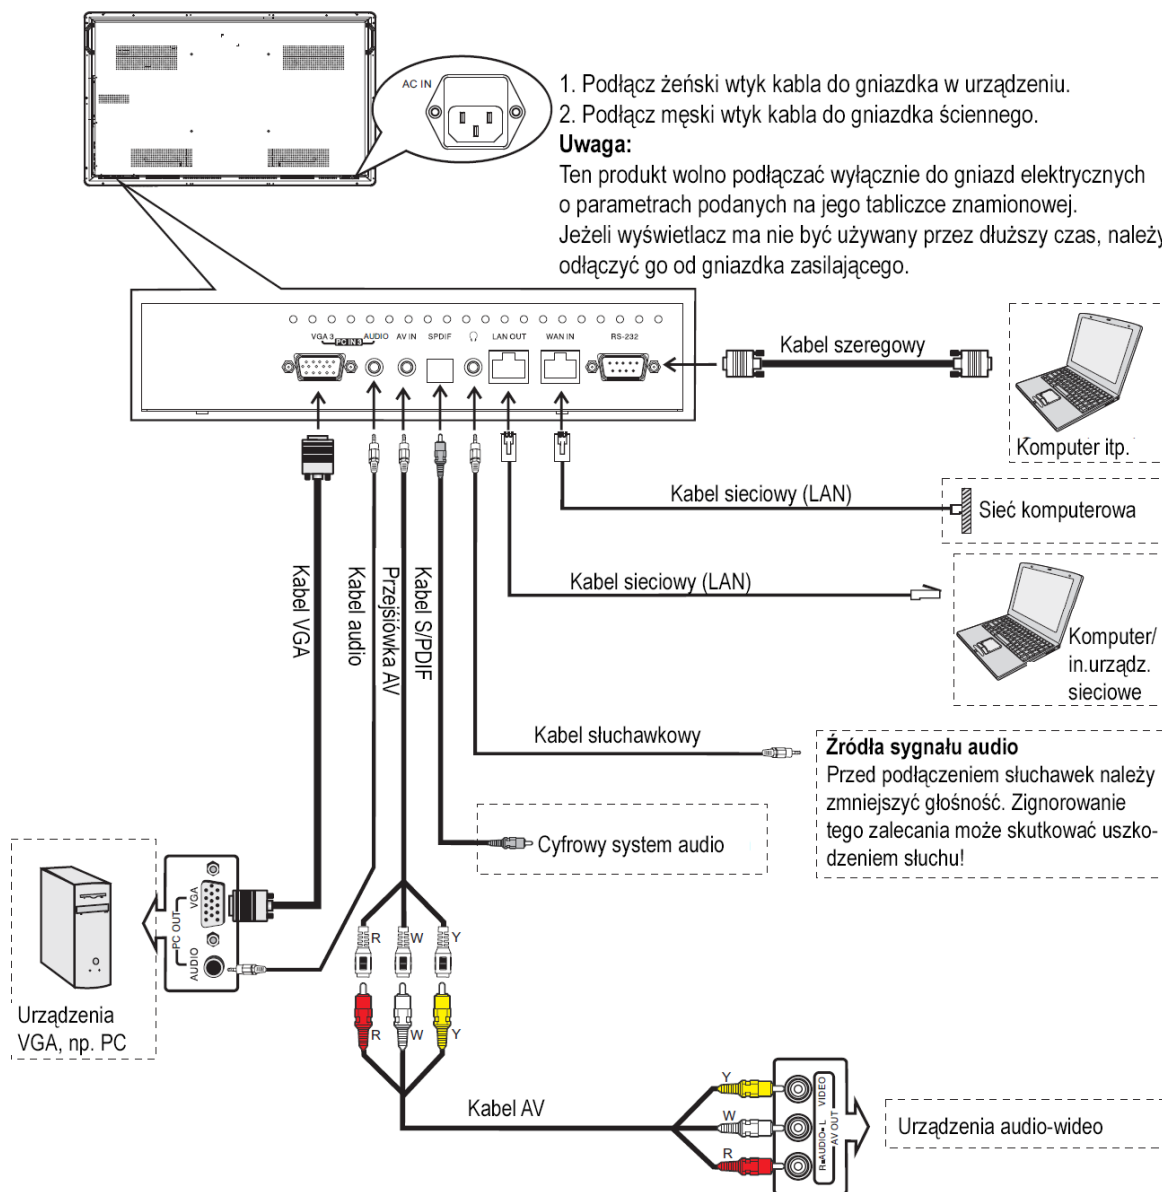 AC IN
1. Podłącz żeński wtyk kabla do gniazdka w urządzeniu.
2. Podłącz męski wtyk kabla do gniazdka ściennego.
Uwaga:
Ten produkt wolno podłączać wyłącznie do gniazd elektrycznych
o parametrach podanych na jego tabliczce znamionowej.
Jeżeli wyświetlacz ma nie być używany przez dłuższy czas, należy
odłączyć go od gniazdka zasilającego.
VGA 3 AUDIO AV IN SPDIF LAN OUT WAN IN RS-232
PC IN 3
Kabel szeregowy
Komputer itp.
Kabel sieciowy (LAN)
Sieć komputerowa
Kabel sieciowy (LAN)
Komputer/
in.urządz.
sieciowe
Kabel VGA
Kabel audio
Przejśiówka AV
Kabel S/PDIF
Kabel słuchawkowy
Źródła sygnału audio
Przed podłączeniem słuchawek należy
zmniejszyć głośność. Zignorowanie
tego zalecania może skutkować uszko-
dzeniem słuchu!
Cyfrowy system audio
VGA
PC OUT
AUDIO
Urządzenia
VGA, np. PC
R W Y
R W Y
Kabel AV
Y
W
R
VIDEO
R-AUDIO-L
AV OUT
Urządzenia audio-wideo